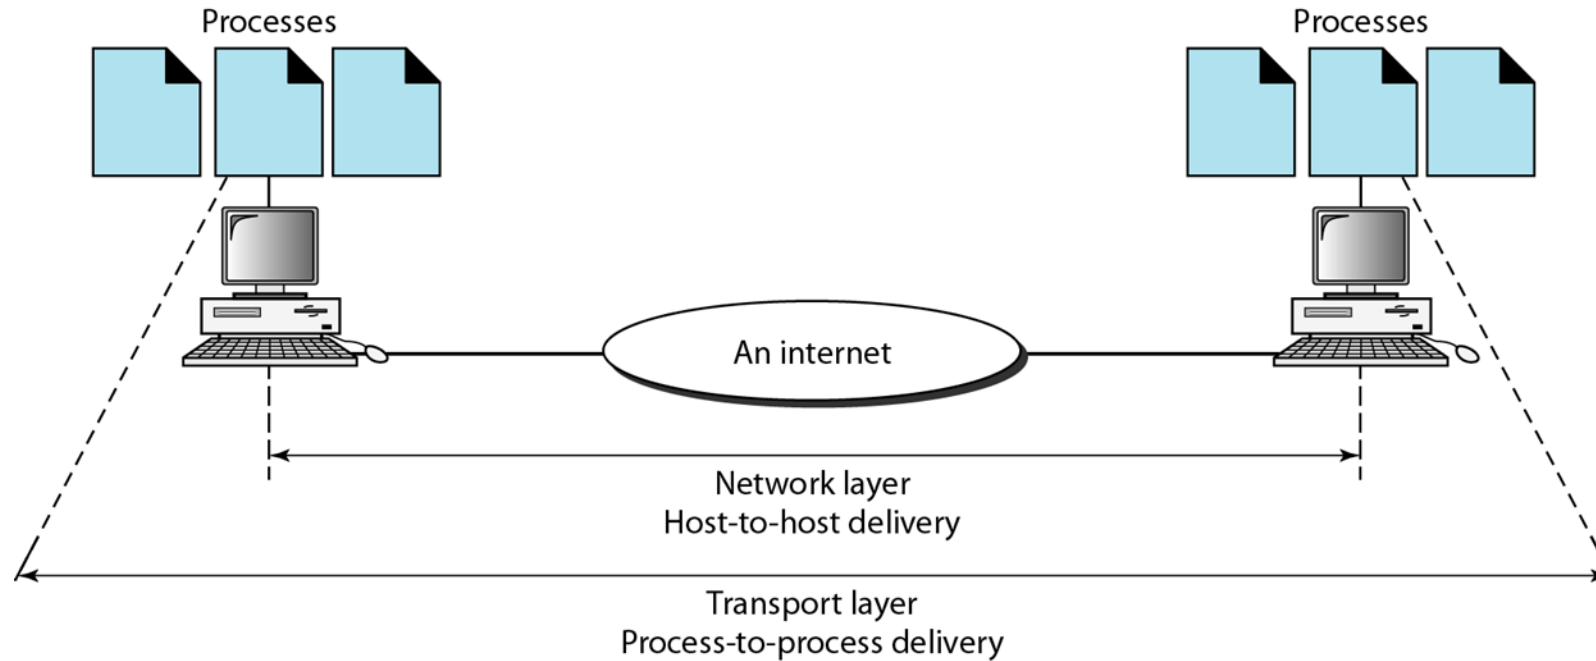 Processes
Processes
An internet
Network layer
Host-to-host delivery
Transport layer
Process-to-process delivery